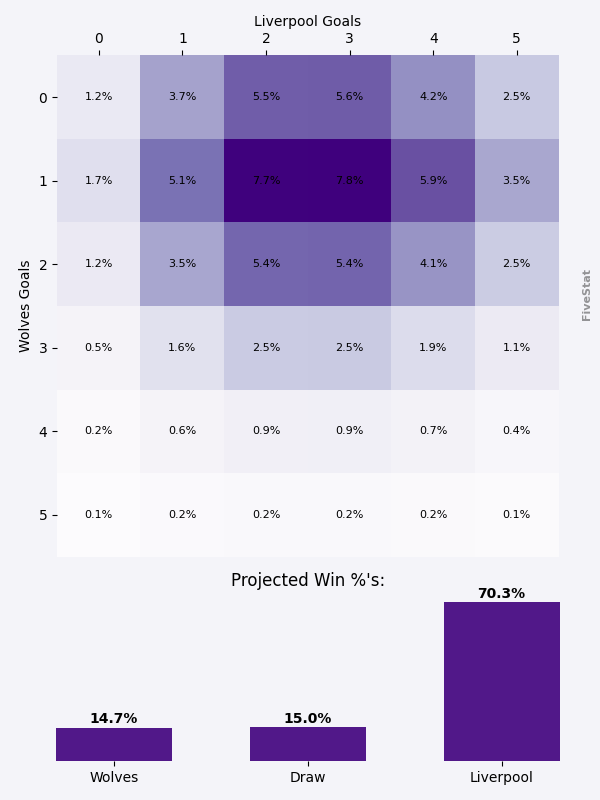 Liverpool Goals
0 1 2 3 4 5
0 1.2% 3.7% 5.5% 5.6% 4.2% 2.5%
1 1.7% 5.1% 7.7% 7.8% 5.9% 3.5%
2 1.2% 3.5% 5.4% 5.4% 4.1% 2.5%
3 0.5% 1.6% 2.5% 2.5% 1.9% 1.1%
4 0.2% 0.6% 0.9% 0.9% 0.7% 0.4%
5 0.1% 0.2% 0.2% 0.2% 0.2% 0.1%
Wolves Goals
FiveStat
Projected Win %'s:
14.7% 15.0% 70.3%
Wolves Draw Liverpool